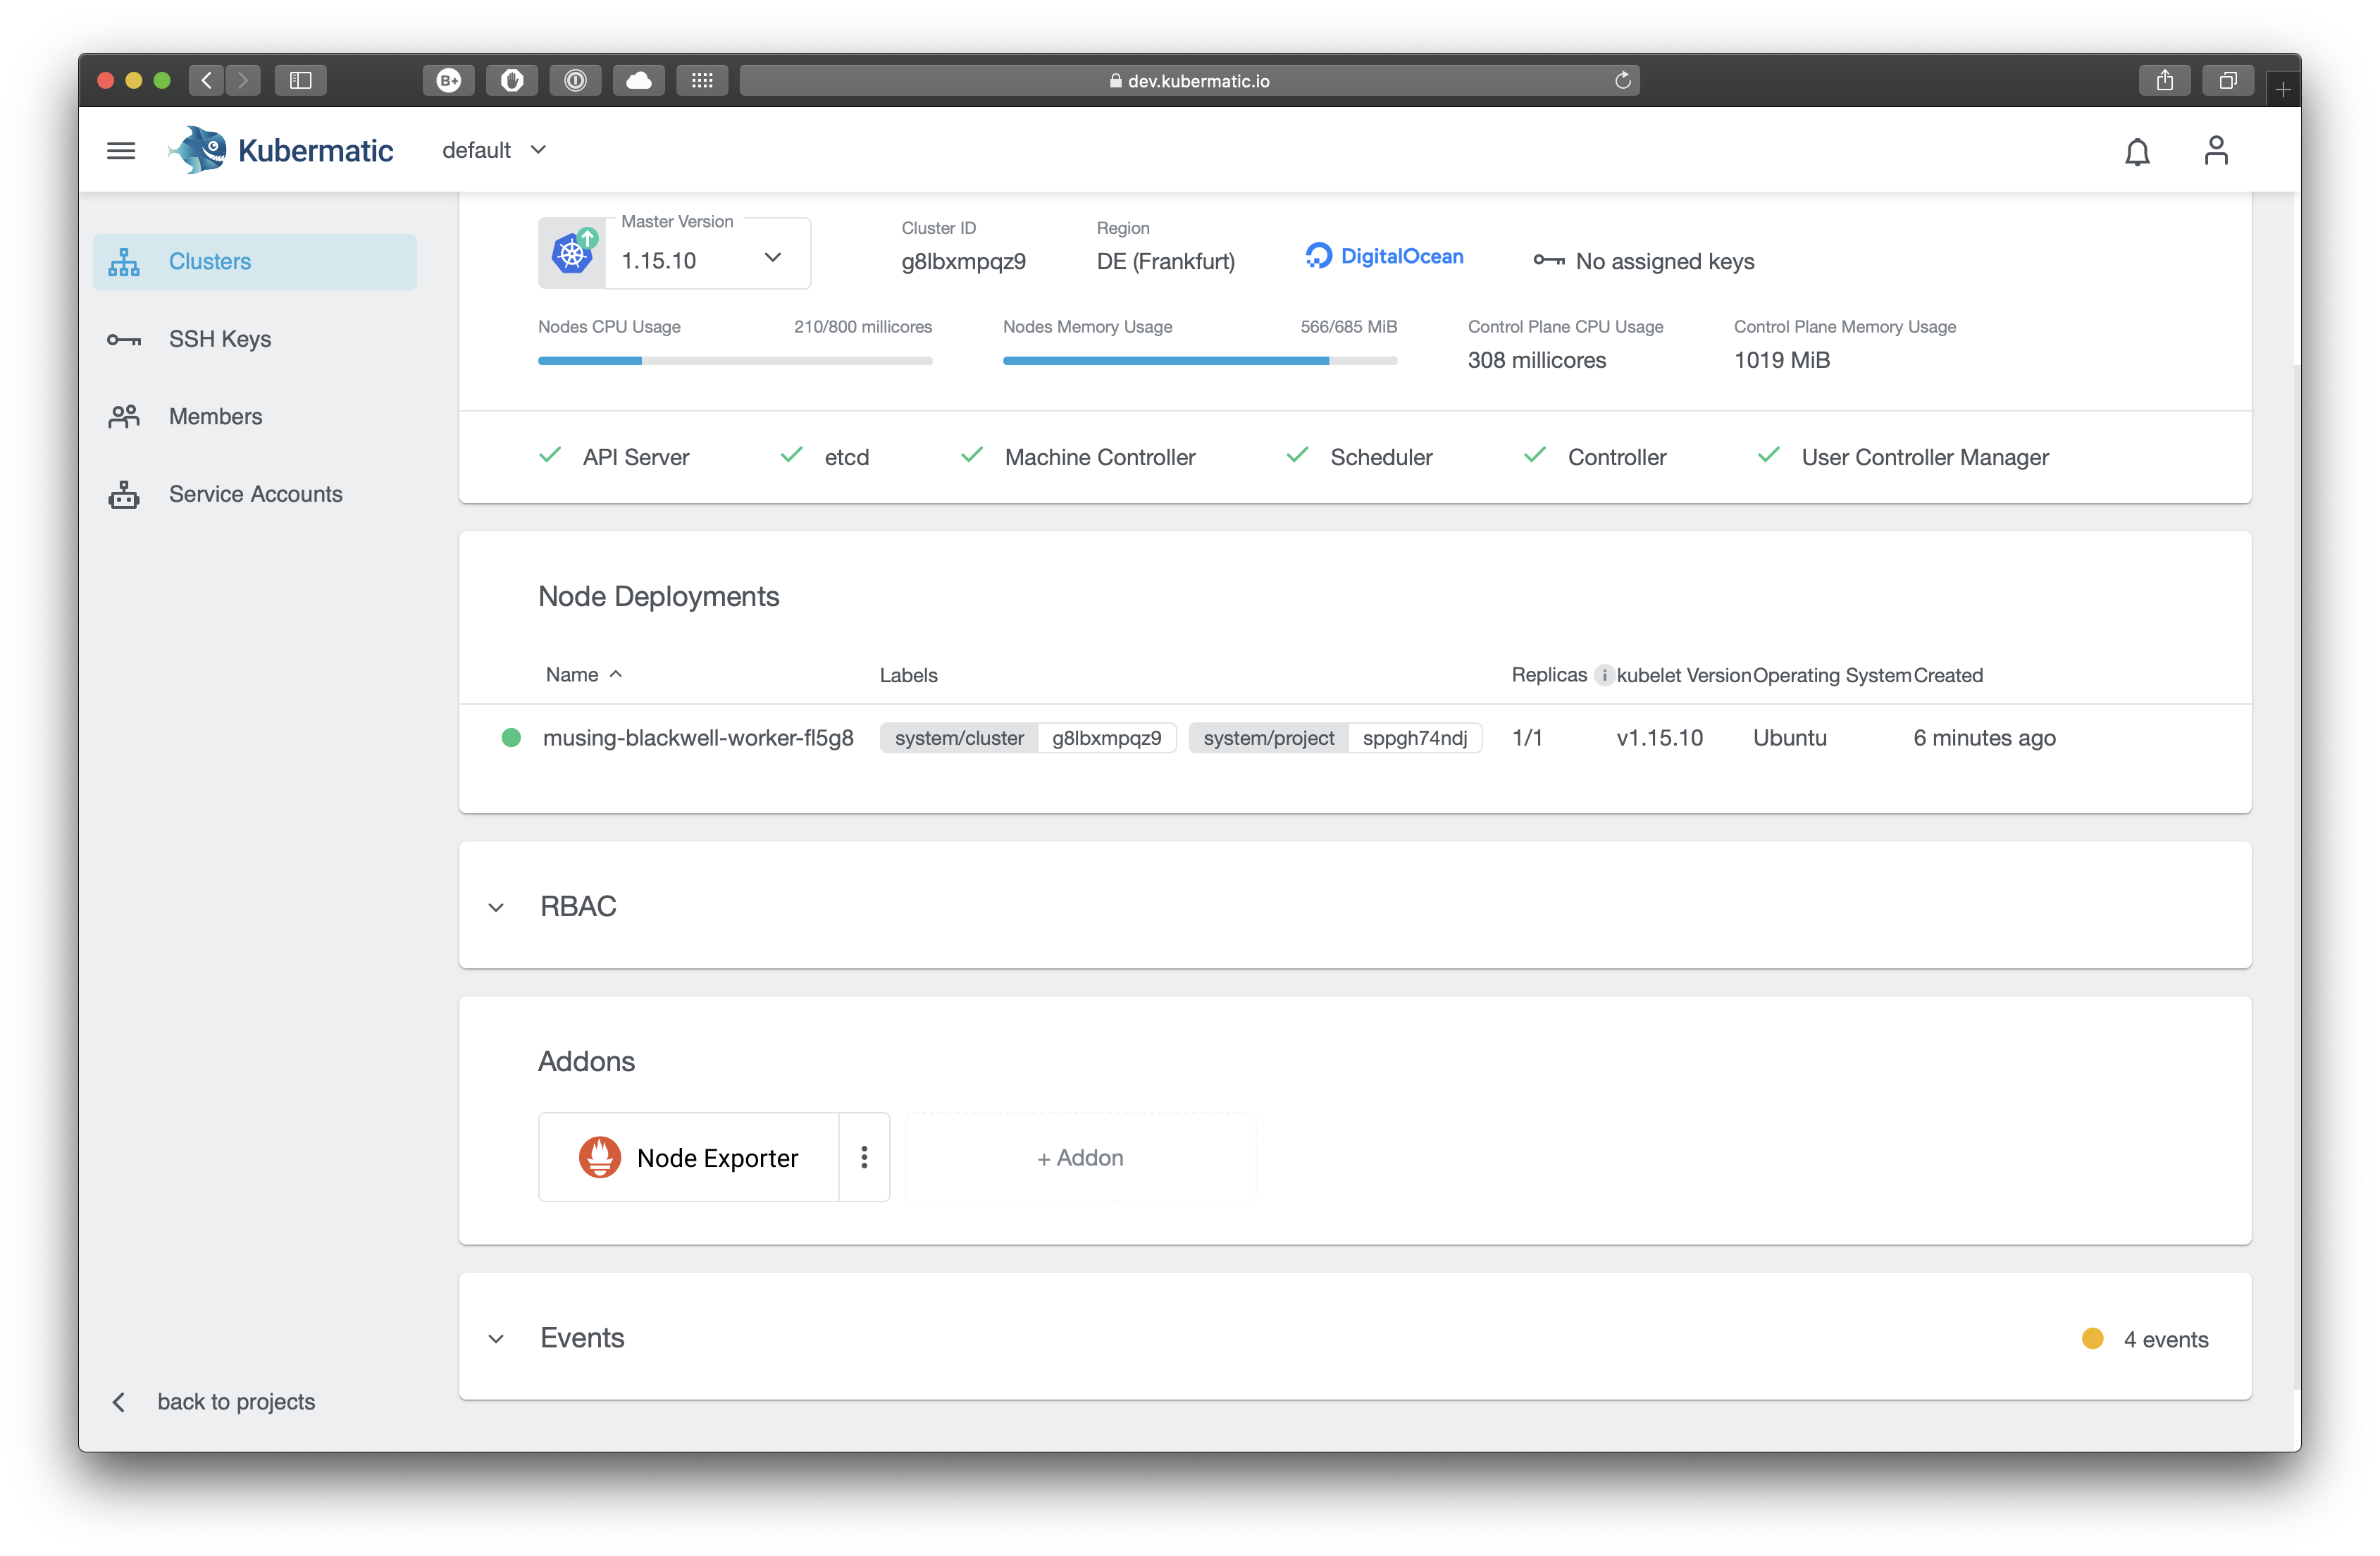 B+
dev.kubermatic.io
Kubermatic
default
Clusters
SSH Keys
Members
Service Accounts
back to projects
Master Version
1.15.10
Cluster ID
g8lbxmpqz9
Region
DE (Frankfurt)
DigitalOcean
No assigned keys
Nodes CPU Usage 210/800 millicores
Nodes Memory Usage 566/685 MiB
Control Plane CPU Usage
308 millicores
Control Plane Memory Usage
1019 MiB
API Server etcd Machine Controller Scheduler Controller User Controller Manager
Node Deployments
Name Labels Replicas i kubelet Version Operating System Created
musing-blackwell-worker-fl5g8 system/cluster g8lbxmpqz9 system/project sppgh74ndj 1/1 v1.15.10 Ubuntu 6 minutes ago
RBAC
Addons
Node Exporter + Addon
Events 4 events